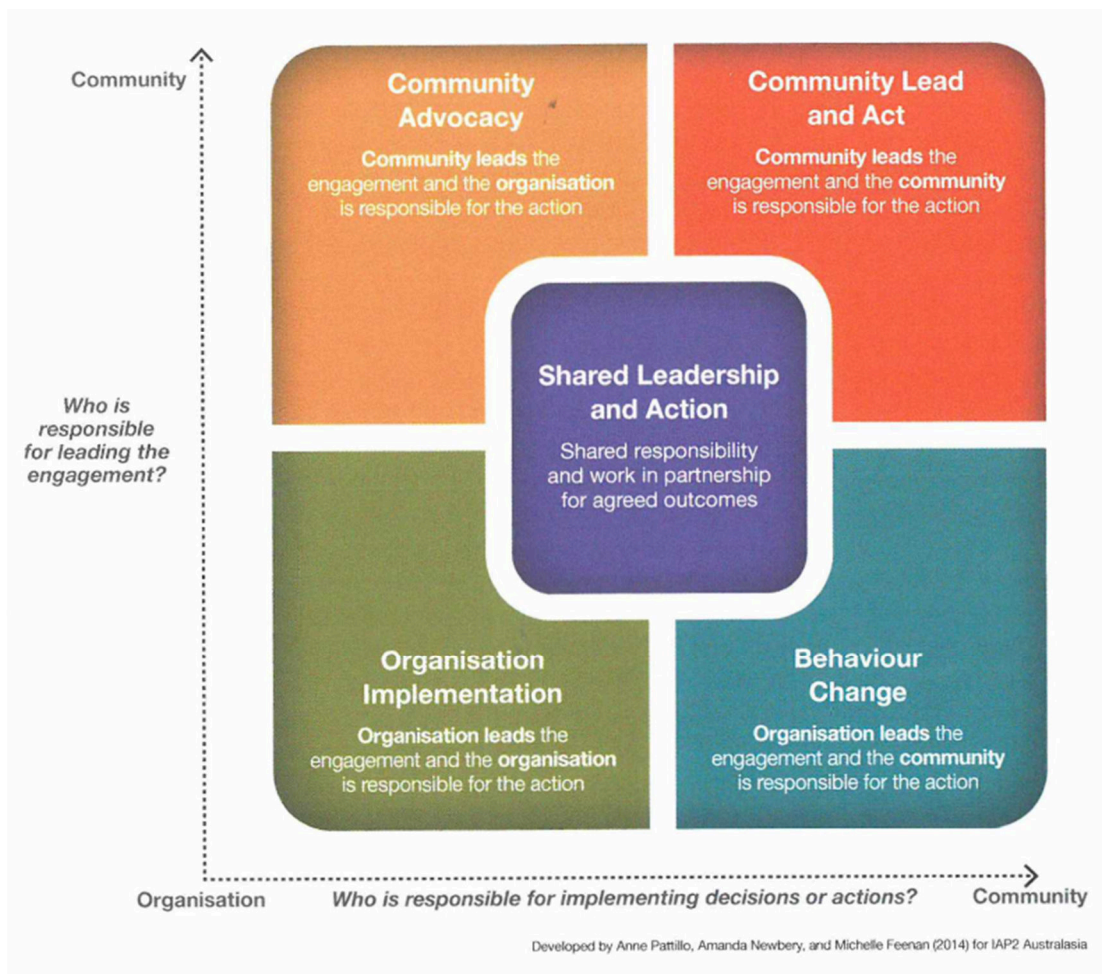 Community
Community
Advocacy
Community leads the
engagement and the organisation
is responsible for the action
Community Lead
and Act
Community leads the
engagement and the community
is responsible for the action
Who is
responsible
for leading the
engagement?
Shared Leadership
and Action
Shared responsibility
and work in partnership
for agreed outcomes
Organisation
Implementation
Organisation leads the
engagement and the organisation
is responsible for the action
Behaviour
Change
Organisation leads the
engagement and the community
is responsible for the action
Organisation
Who is responsible for implementing decisions or actions?
Community
Developed by Anne Pattillo, Amanda Newbery, and Michelle Feenan (2014) for IAP2 Australasia